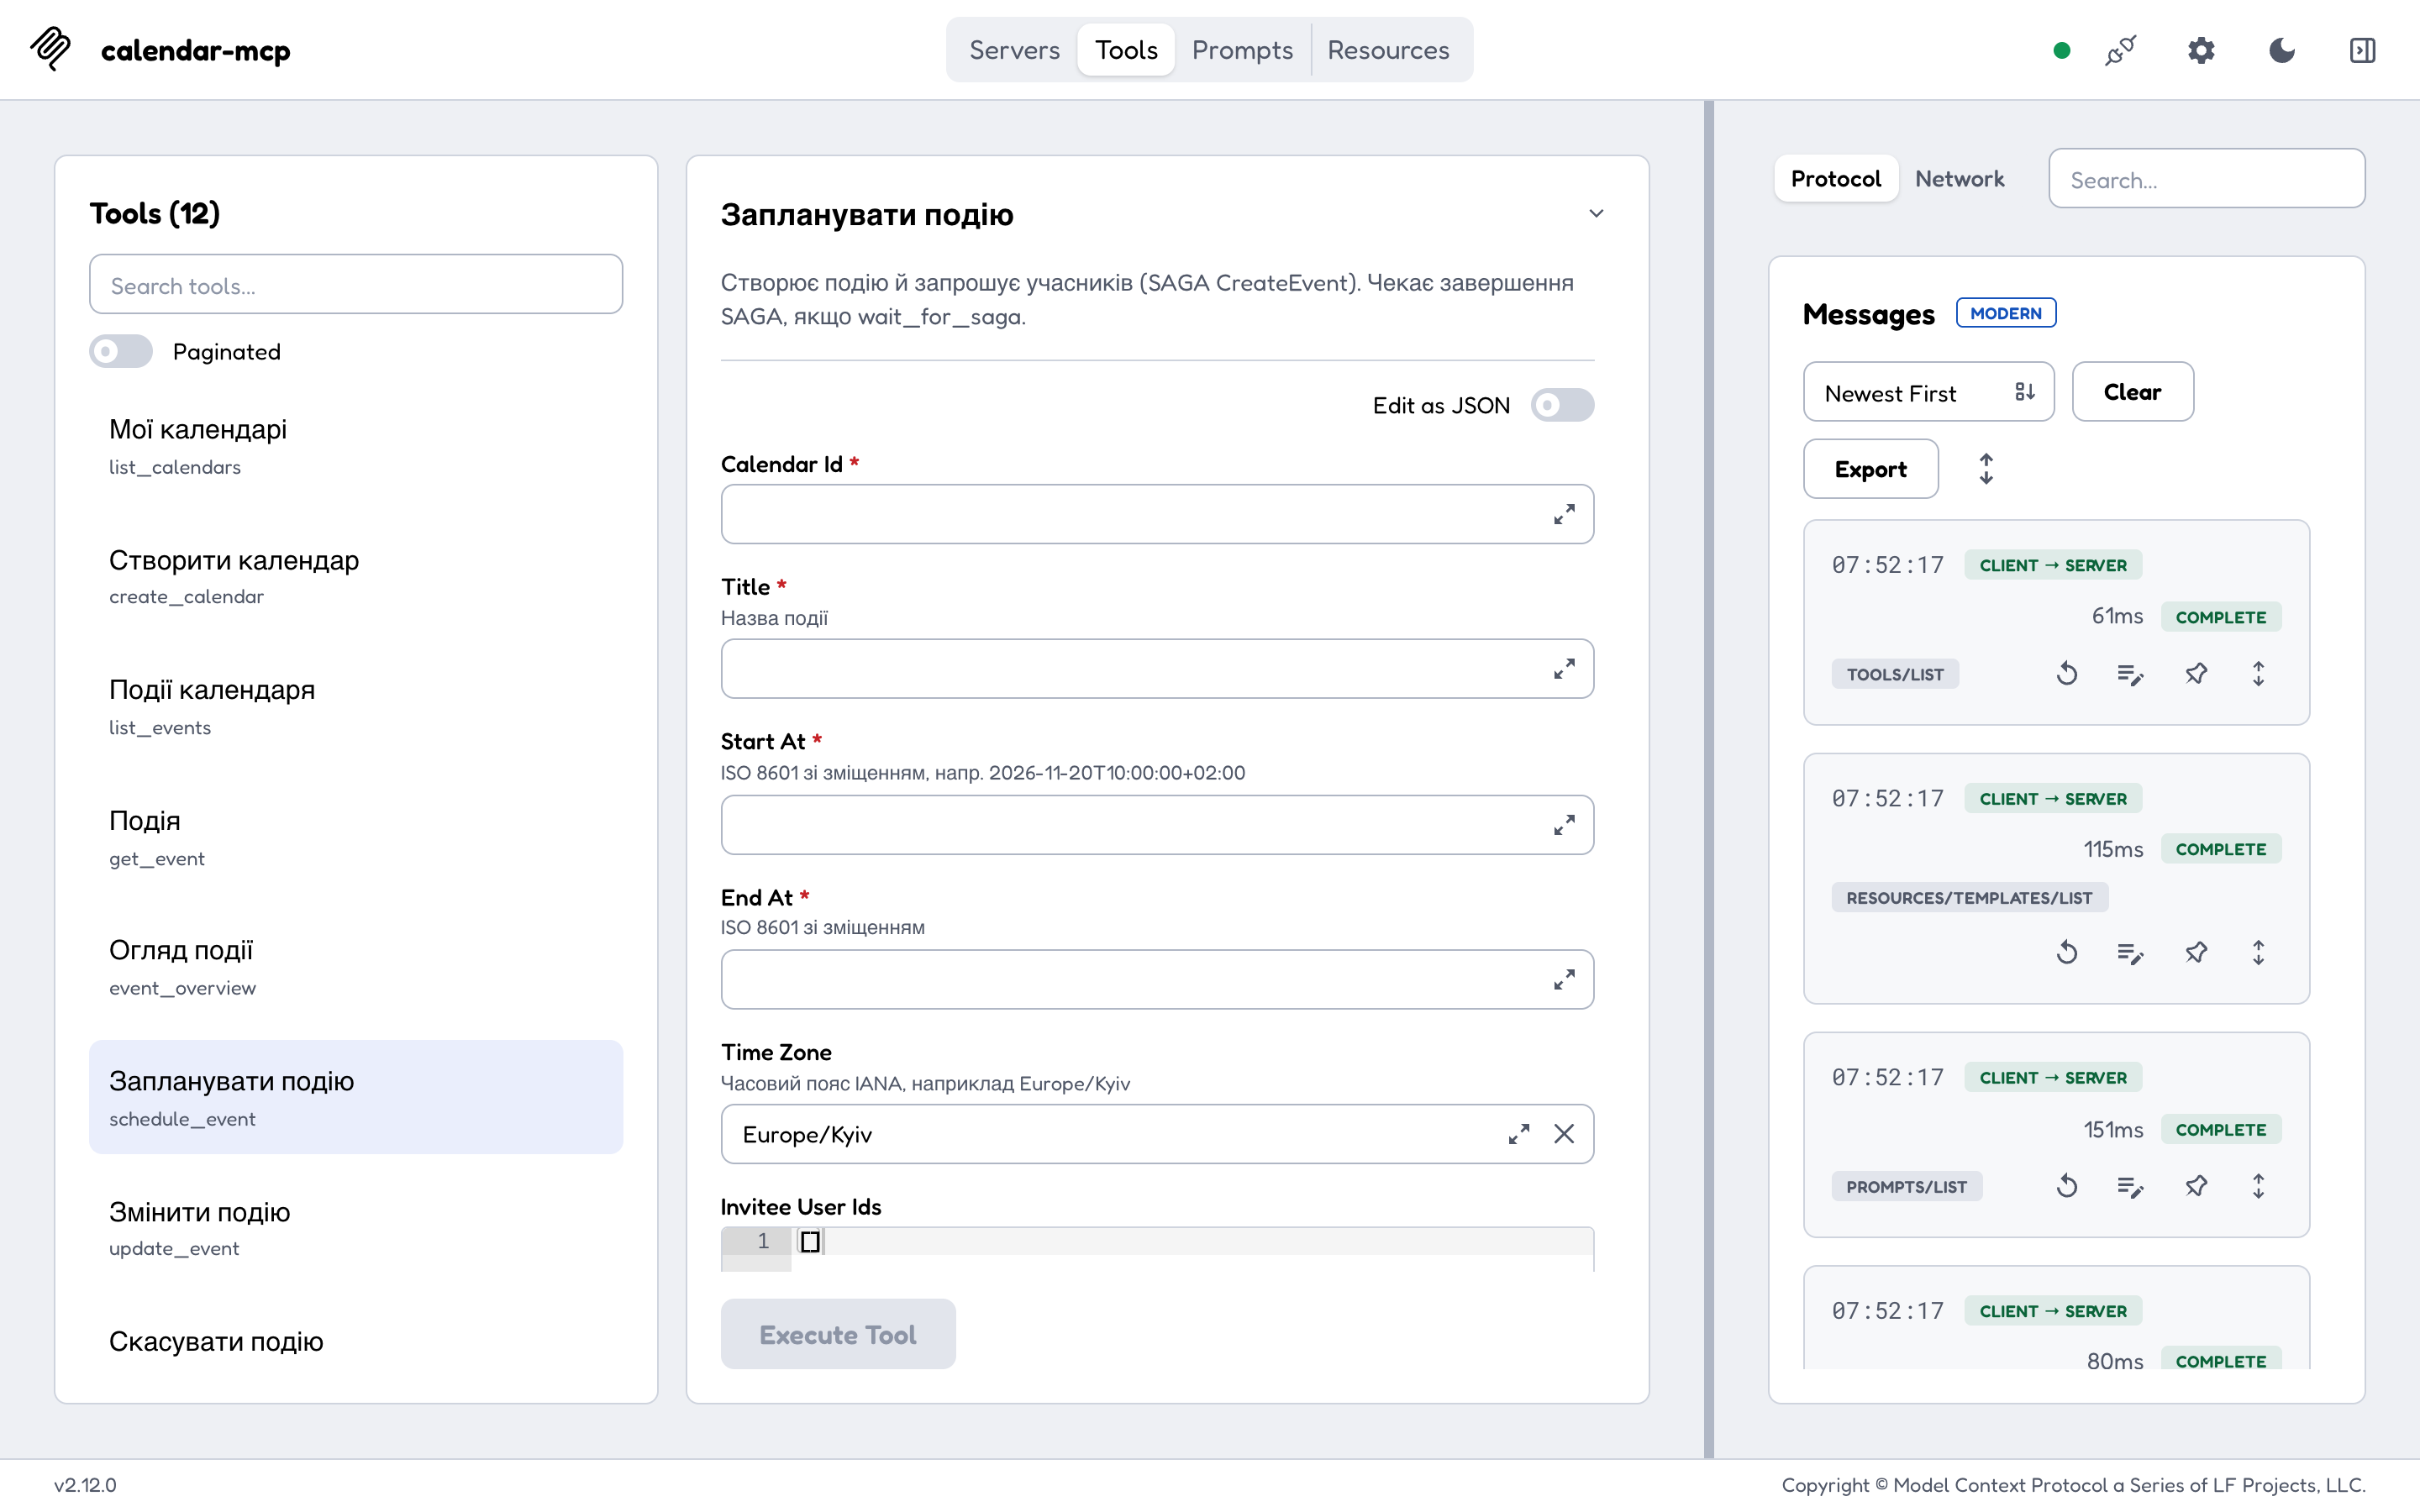 calendar-mcp
Servers
Tools
Prompts
Resources
Tools (12)
Search tools...
Paginated
Мої календарі
list_calendars
Створити календар
create_calendar
Події календаря
list_events
Подія
get_event
Огляд події
event_overview
Запланувати подію
schedule_event
Змінити подію
update_event
Скасувати подію
Запланувати подію
Створює подію й запрошує учасників (SAGA CreateEvent). Чекає завершення
SAGA, якщо wait_for_saga.
Edit as JSON
Calendar Id *
Title *
Назва події
Start At *
ISO 8601 зі зміщенням, напр. 2026-11-20T10:00:00+02:00
End At *
ISO 8601 зі зміщенням
Time Zone
Часовий пояс IANA, наприклад Europe/Kyiv
Europe/Kyiv
Invitee User Ids
1 []
Execute Tool
Protocol
Network
Search...
Messages MODERN
Newest First
Clear
Export
07:52:17 CLIENT → SERVER
61ms COMPLETE
TOOLS/LIST
07:52:17 CLIENT → SERVER
115ms COMPLETE
RESOURCES/TEMPLATES/LIST
07:52:17 CLIENT → SERVER
151ms COMPLETE
PROMPTS/LIST
07:52:17 CLIENT → SERVER
80ms COMPLETE
v2.12.0
Copyright © Model Context Protocol a Series of LF Projects, LLC.